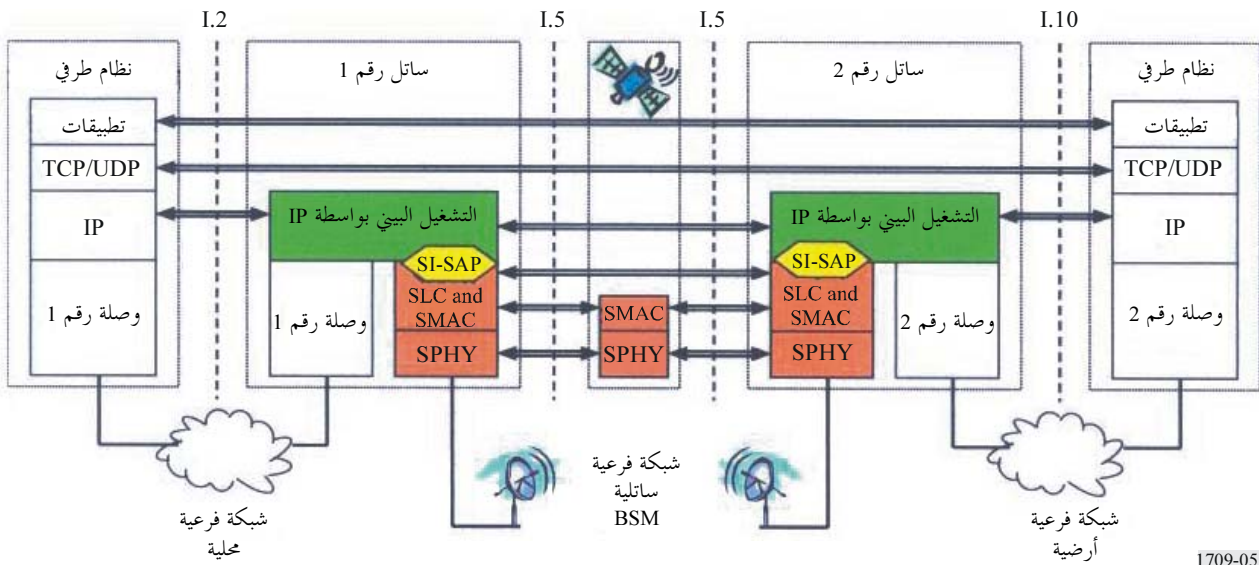 I.2
I.5
I.5
I.10
نظام طرفي
ساتل رقم 1
ساتل رقم 2
نظام طرفي
تطبيقات
تطبيقات
TCP/UDP
TCP/UDP
IP
التشغيل البيني بواسطة IP
التشغيل البيني بواسطة IP
IP
SI-SAP
SI-SAP
وصلة رقم 1
وصلة رقم 1
SLC and
SMAC
SMAC
SLC and
SMAC
وصلة رقم 2
وصلة رقم 2
SPHY
SPHY
SPHY
شبكة فرعية
ساتلية
BSM
شبكة فرعية
محلية
شبكة فرعية
أرضية
1709-05